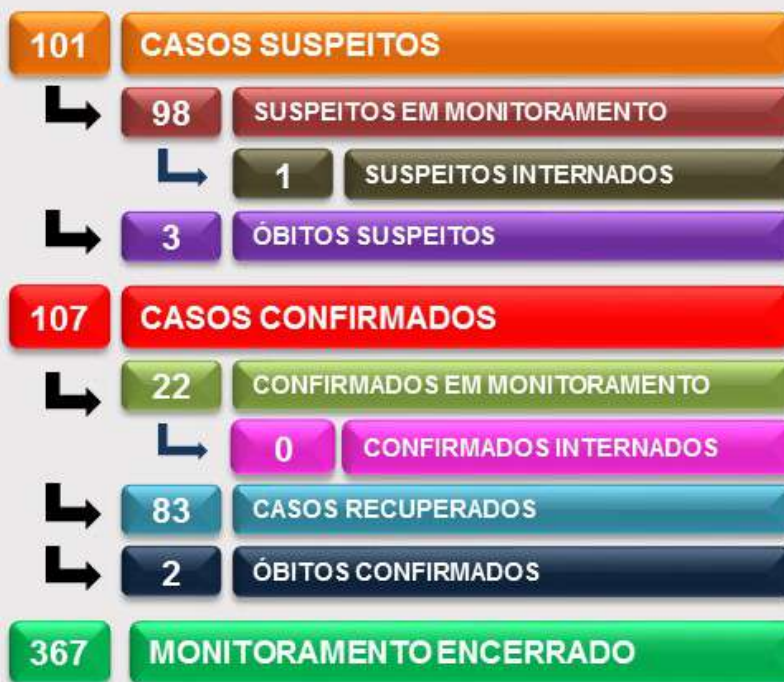 101 CASOS SUSPEITOS
98 SUSPEITOS EM MONITORAMENTO
1 SUSPEITOS INTERNADOS
3 ÓBITOS SUSPEITOS
107 CASOS CONFIRMADOS
22 CONFIRMADOS EM MONITORAMENTO
0 CONFIRMADOS INTERNADOS
83 CASOS RECUPERADOS
2 ÓBITOS CONFIRMADOS
367 MONITORAMENTO ENCERRADO